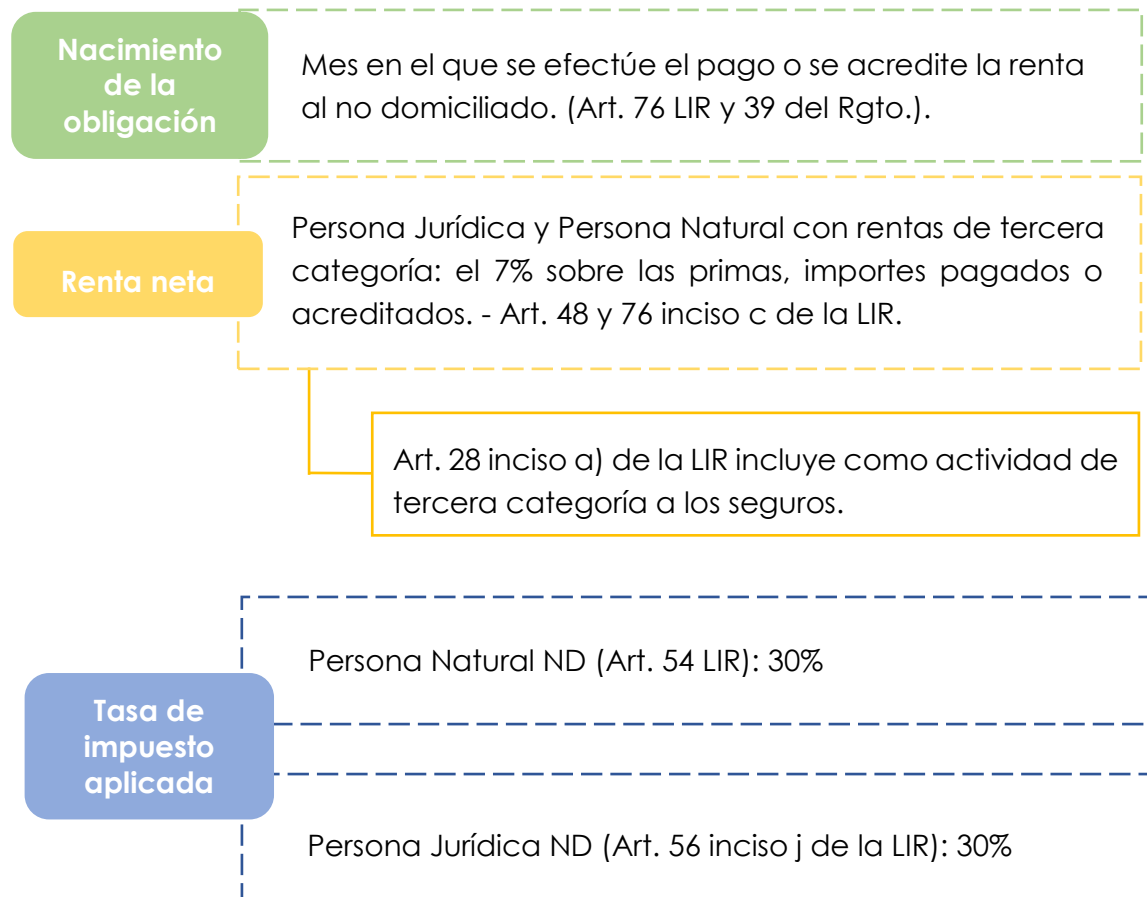 Nacimiento
de la
obligación
Mes en el que se efectúe el pago o se acredite la renta
al no domiciliado. (Art. 76 LIR y 39 del Rgto.).
Renta neta
Persona Jurídica y Persona Natural con rentas de tercera
categoría: el 7% sobre las primas, importes pagados o
acreditados. - Art. 48 y 76 inciso c de la LIR.
Art. 28 inciso a) de la LIR incluye como actividad de
tercera categoría a los seguros.
Tasa de
impuesto
aplicada
Persona Natural ND (Art. 54 LIR): 30%
Persona Jurídica ND (Art. 56 inciso j de la LIR): 30%